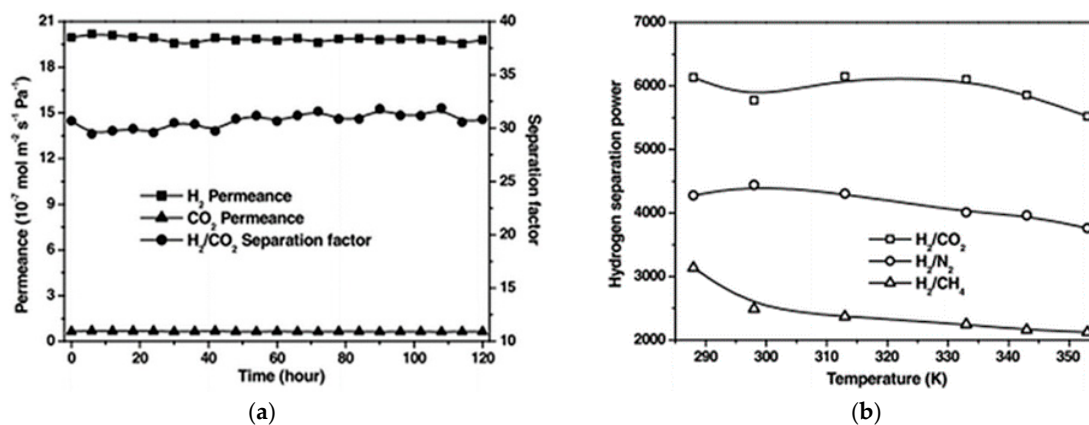 21
18
15
12
9
6
3
0
Permeance (10⁻⁷ mol m⁻² s⁻¹ Pa⁻¹)
40
35
30
25
20
15
10
Separation factor
H₂ Permeance
CO₂ Permeance
H₂/CO₂ Separation factor
0 20 40 60 80 100 120
Time (hour)
(a)
7000
6000
5000
4000
3000
2000
Hydrogen separation power
H₂/CO₂
H₂/N₂
H₂/CH₄
290 300 310 320 330 340 350
Temperature (K)
(b)